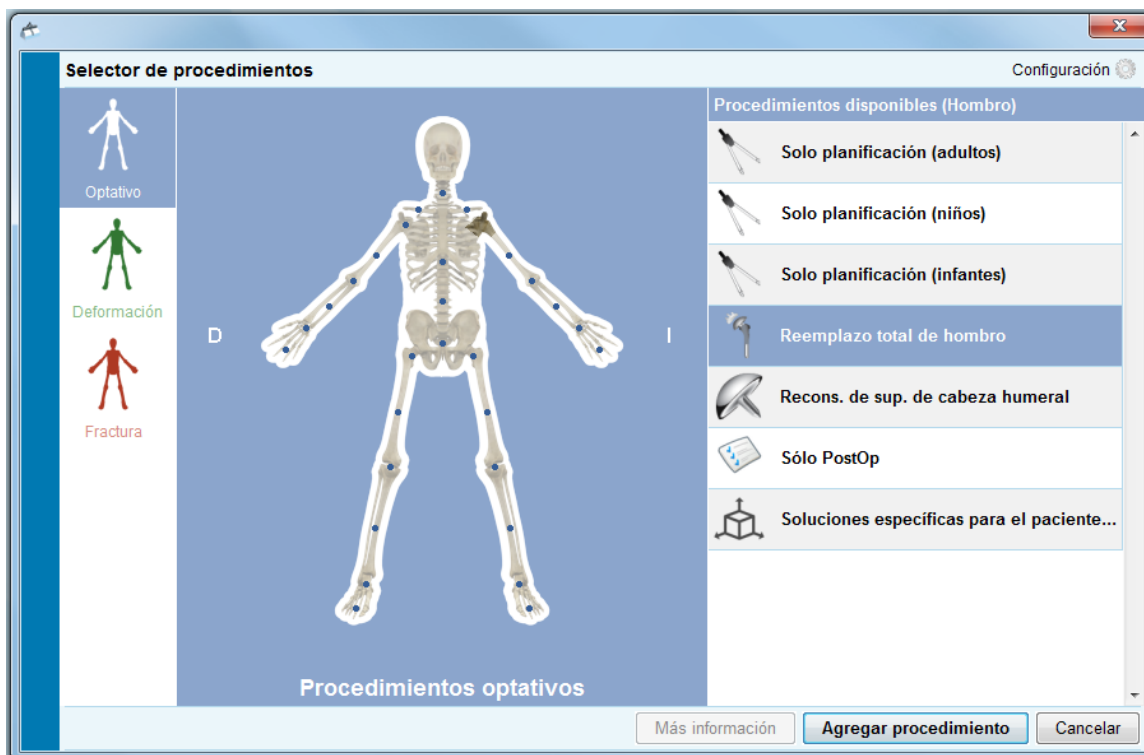 Selector de procedimientos
Configuración
Optativo
Deformación
Fractura
D
I
Procedimientos optativos
Procedimientos disponibles (Hombro)
Solo planificación (adultos)
Solo planificación (niños)
Solo planificación (infantes)
Reemplazo total de hombro
Recons. de sup. de cabeza humeral
Sólo PostOp
Soluciones específicas para el paciente...
Más información
Agregar procedimiento
Cancelar